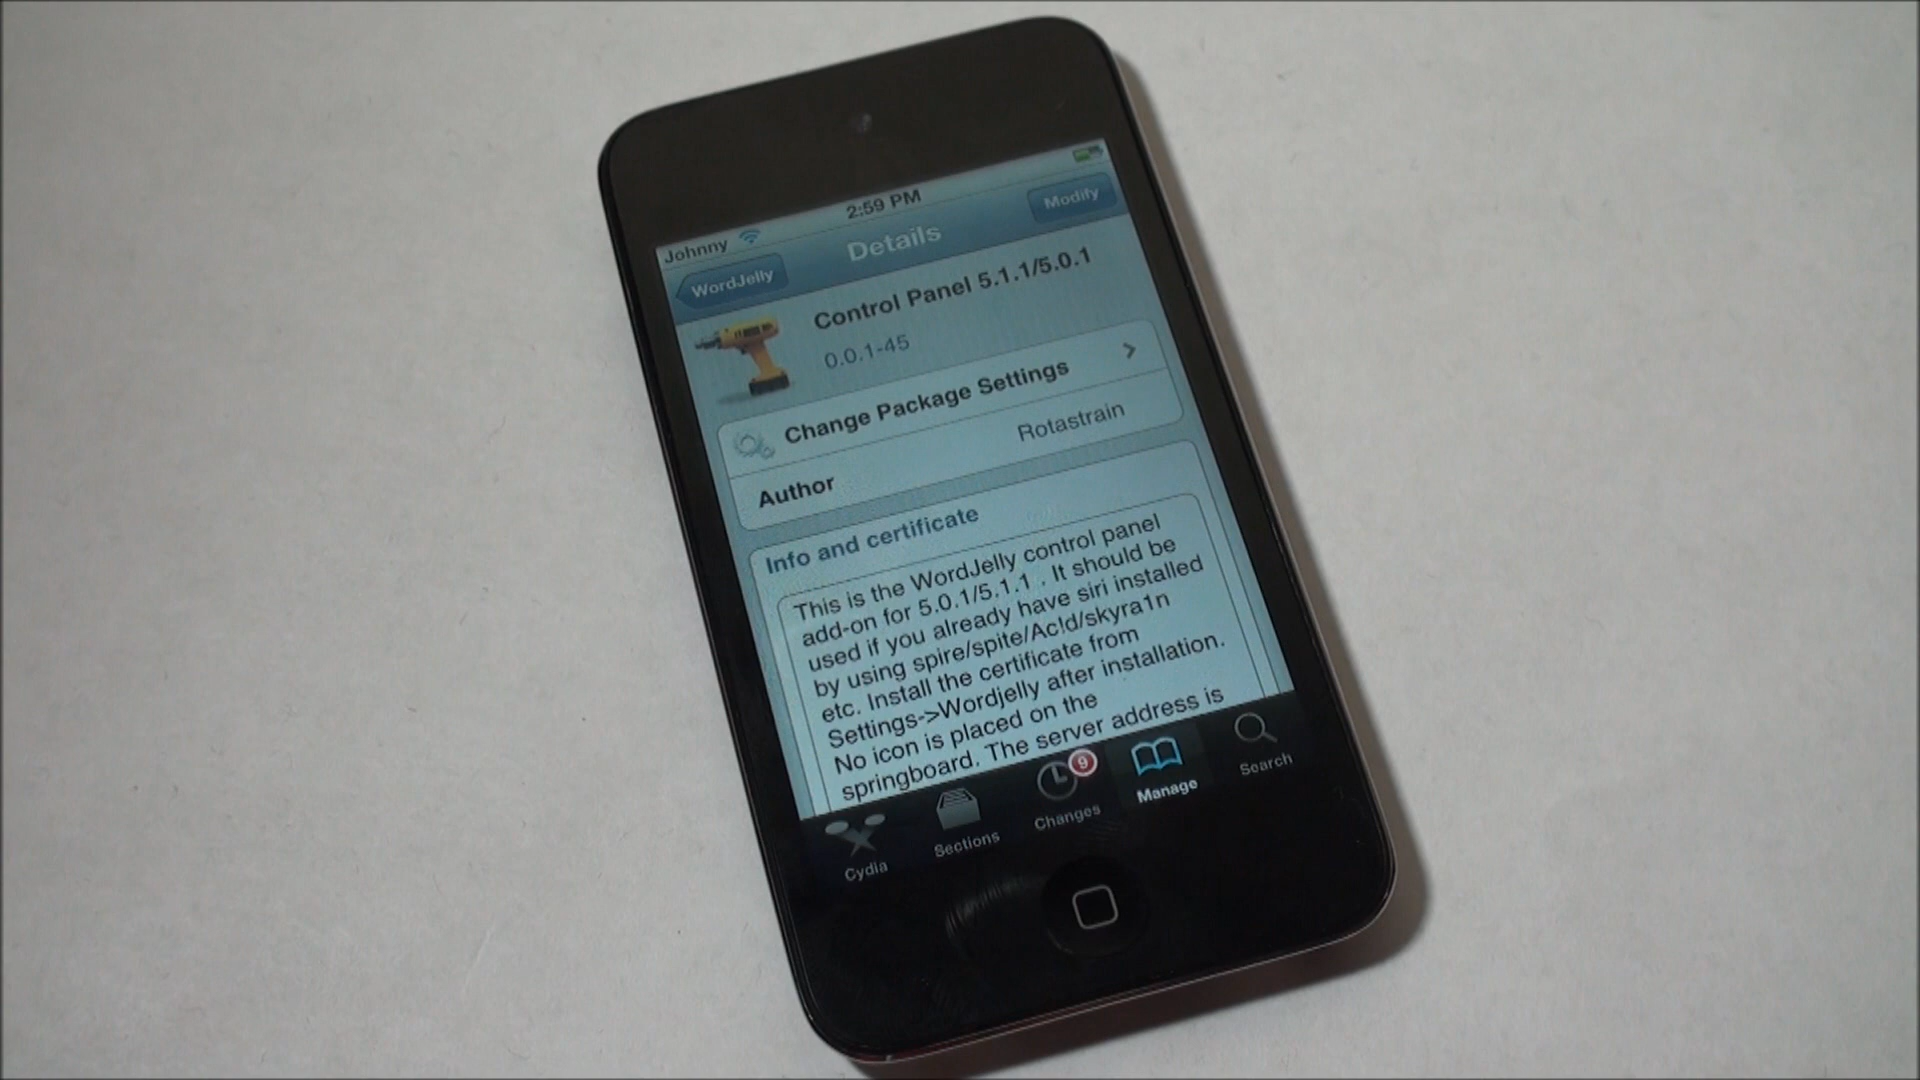 Johnny
2:59 PM
WordJelly
Details
Modify
Control Panel 5.1.1/5.0.1
0.0.1-45
Change Package Settings
Author
Rotastrain
Info and certificate
This is the WordJelly control panel
add-on for 5.0.1/5.1.1 . It should be
used if you already have siri installed
by using spire/spite/Ac!d/skyra1n
etc. Install the certificate from
Settings->Wordjelly after installation.
No icon is placed on the
springboard. The server address is
Cydia
Sections
Changes
9
Manage
Search